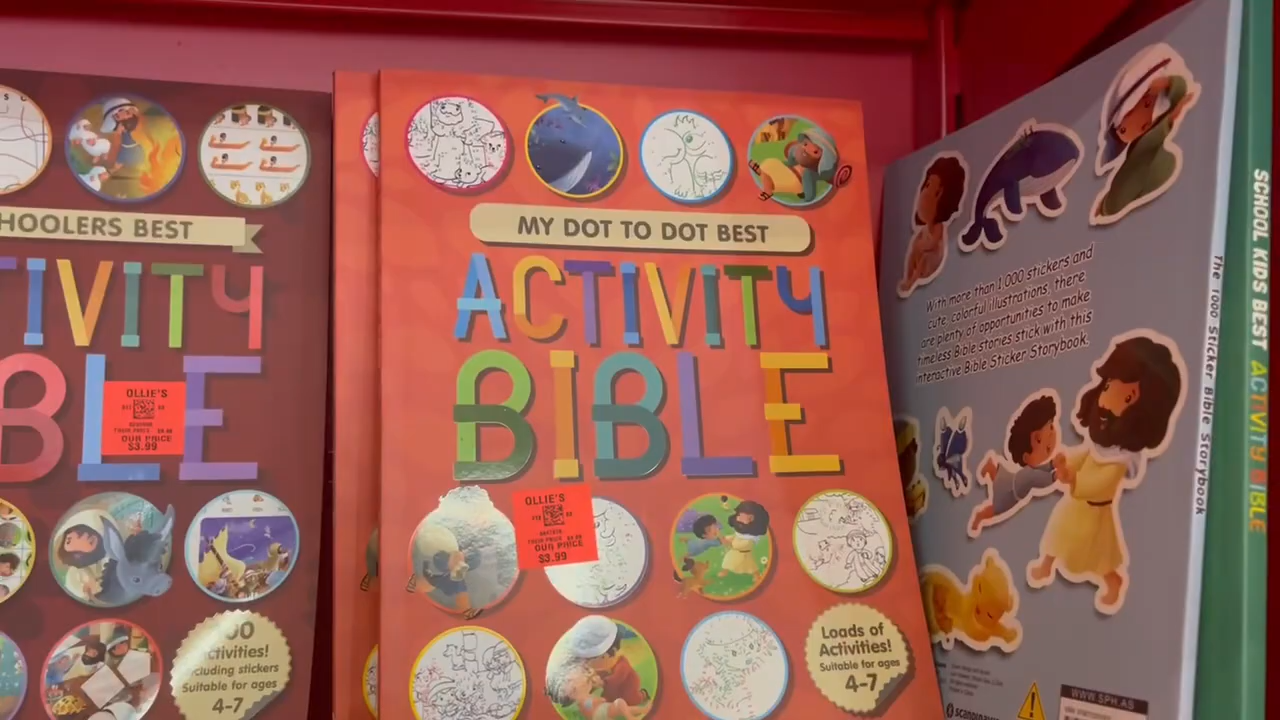 HOOLERS BEST
TIVITY
BLE
OLLIE'S
OUR PRICE
$3.99
00
ctivities!
cluding stickers
Suitable for ages
4-7
MY DOT TO DOT BEST
ACTIVITY
BIBLE
OLLIE'S
OUR PRICE
$3.99
Loads of
Activities!
Suitable for ages
4-7
With more than 1 000 stickers and
cute, colorful illustrations, there
are plenty of opportunities to make
timeless Bible stories stick with this
interactive Bible Sticker Storybook.
WWW.SPH.AS
The 1000 Sticker Bible Storybook
SCHOOL KIDS BEST ACTIVITY BIBLE